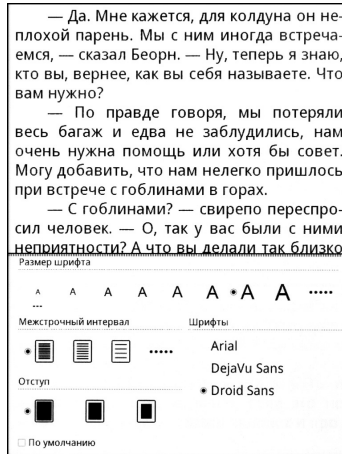 — Да. Мне кажется, для колдуна он не-
плохой парень. Мы с ним иногда встреча-
емся, — сказал Беорн. — Ну, теперь я знаю,
кто вы, вернее, как вы себя называете. Что
вам нужно?
— По правде говоря, мы потеряли
весь багаж и едва не заблудились, нам
очень нужна помощь или хотя бы совет.
Могу добавить, что нам нелегко пришлось
при встрече с гоблинами в горах.
— С гоблинами? — свирепо переспро-
сил человек. — О, так у вас были с ними
неприятности? А что вы делали так близко
Размер шрифта
А А А А А А А А
Межстрочный интервал
Шрифты
Arial
DejaVu Sans
Droid Sans
Отступ
По умолчанию